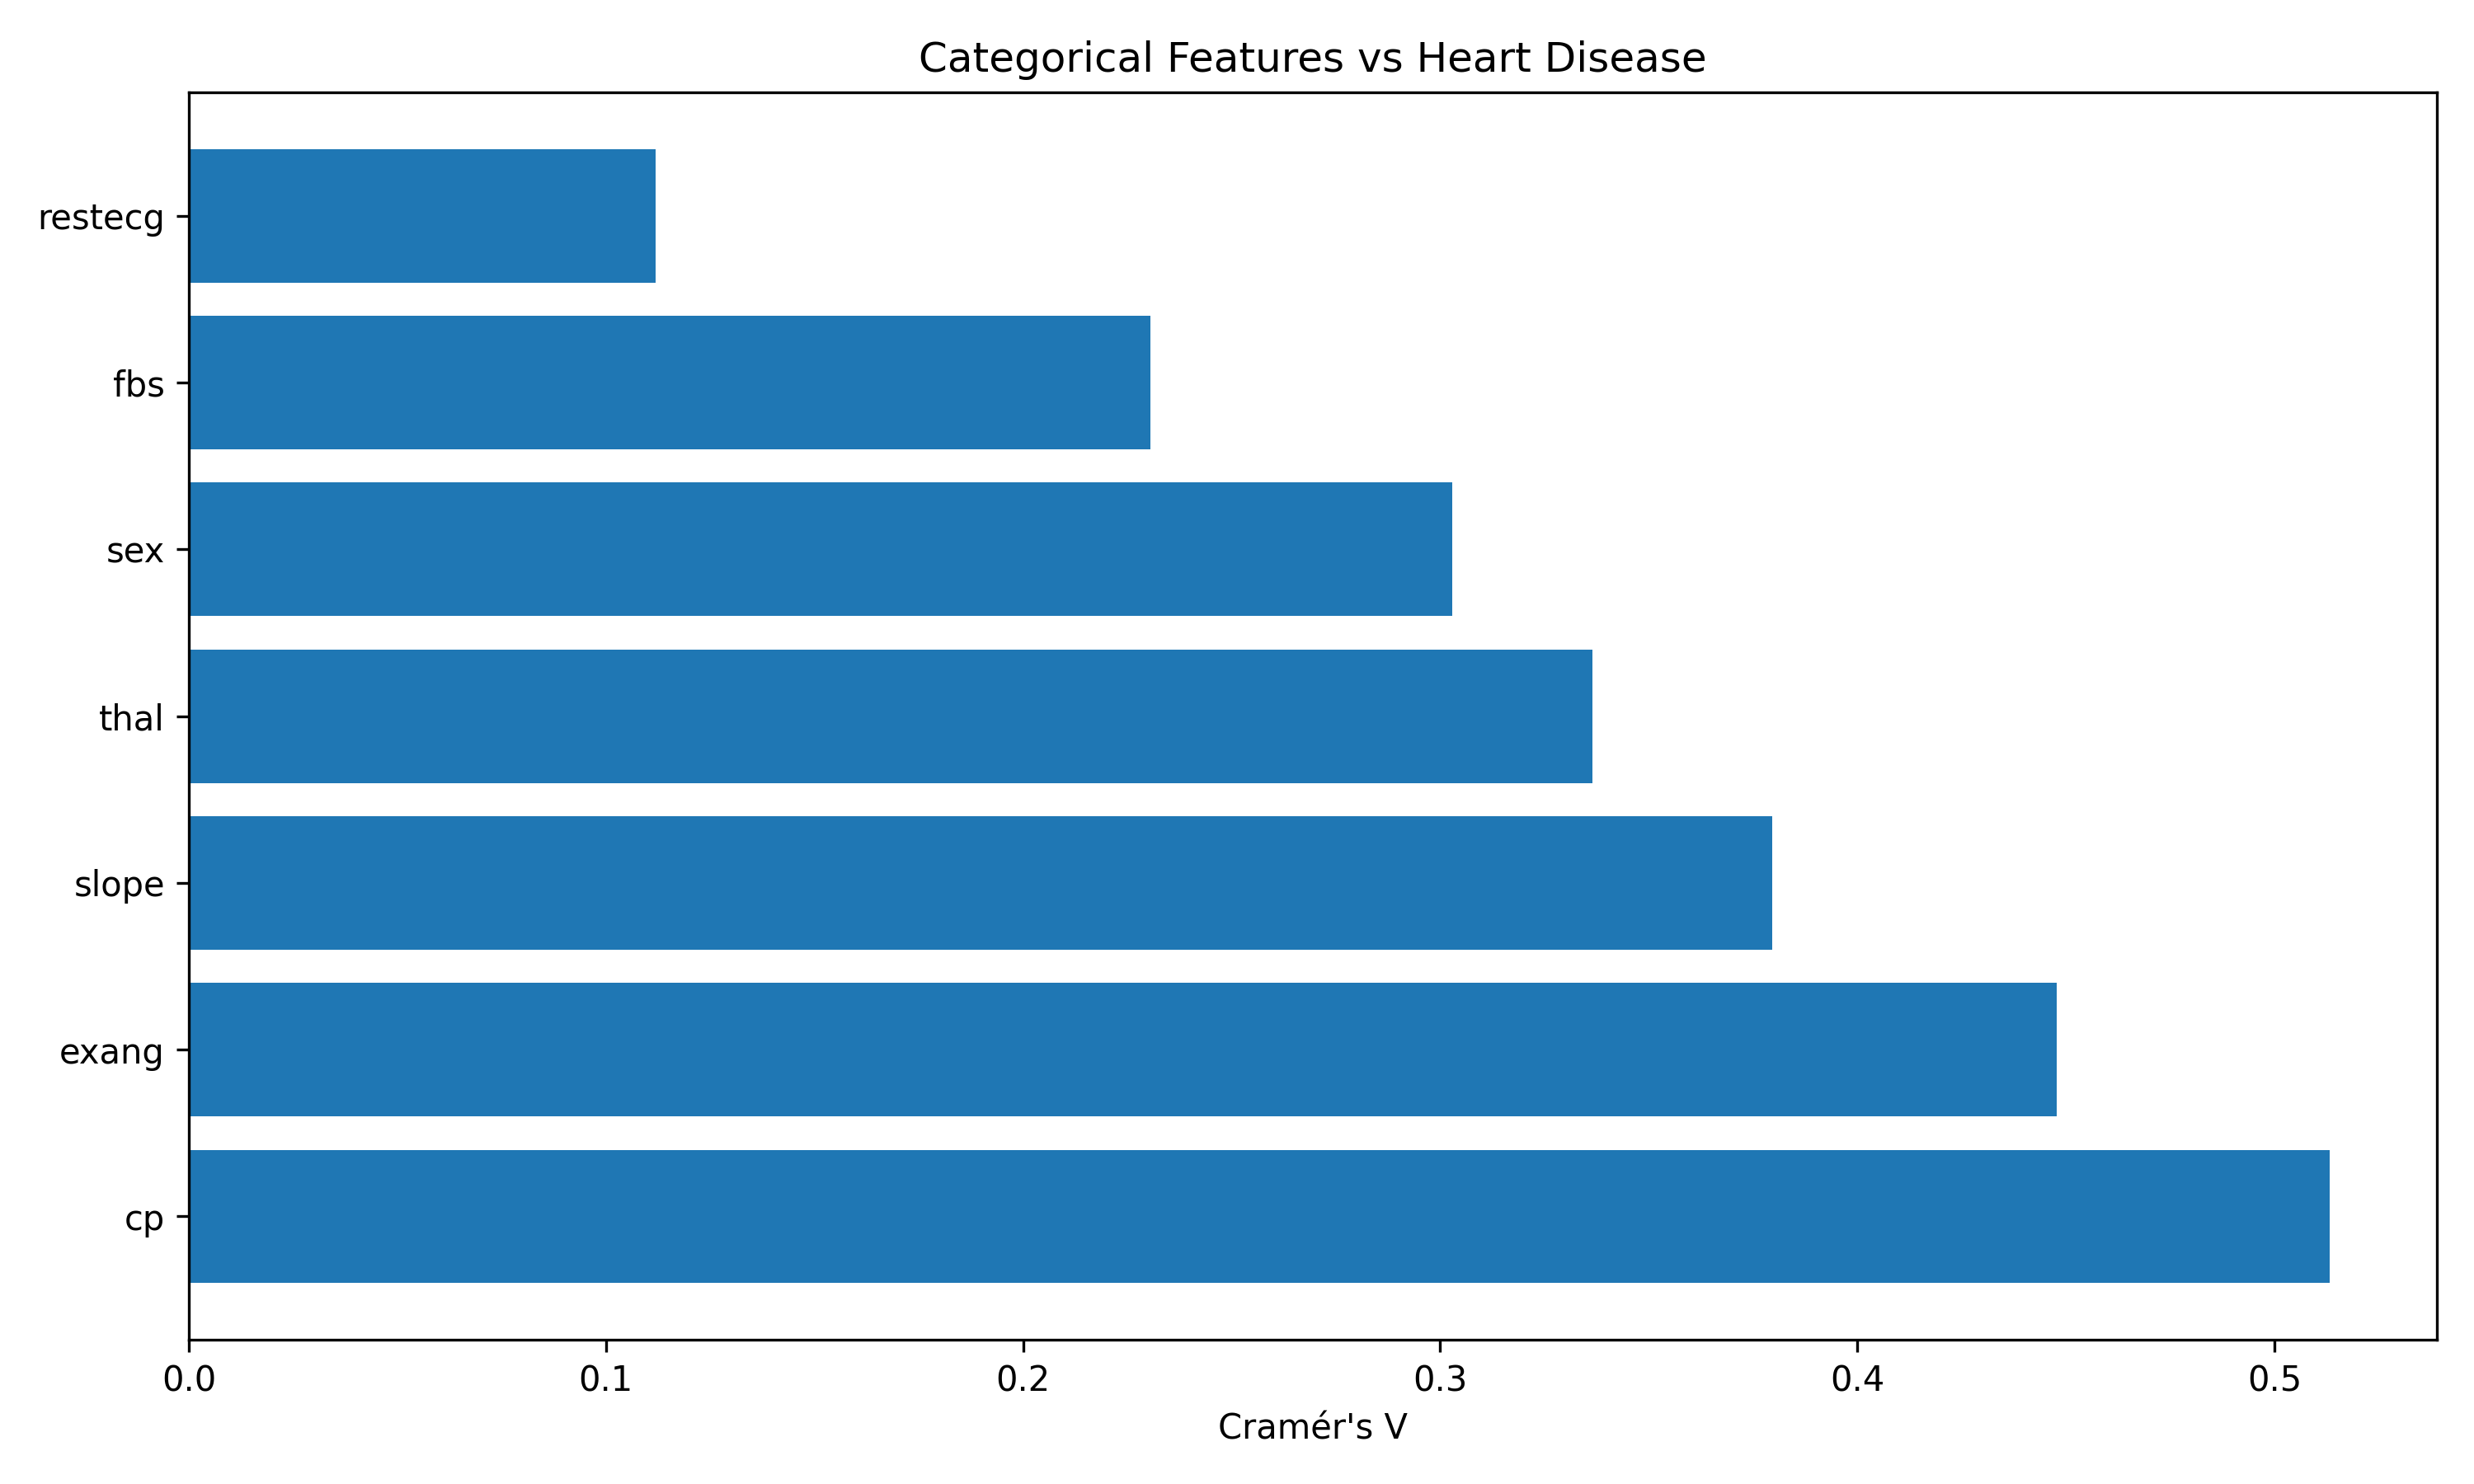 Categorical Features vs Heart Disease
restecg
fbs
sex
thal
slope
exang
cp
0.0 0.1 0.2 0.3 0.4 0.5
Cramér's V